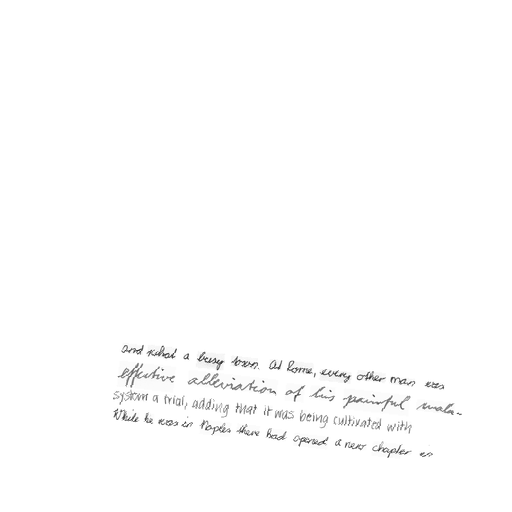 and what a busy town. At home, every other man was
effective alleviation of his painful mala-
system a trial, adding that it was being cultivated with
While he was in Naples there had opened a new chapter in